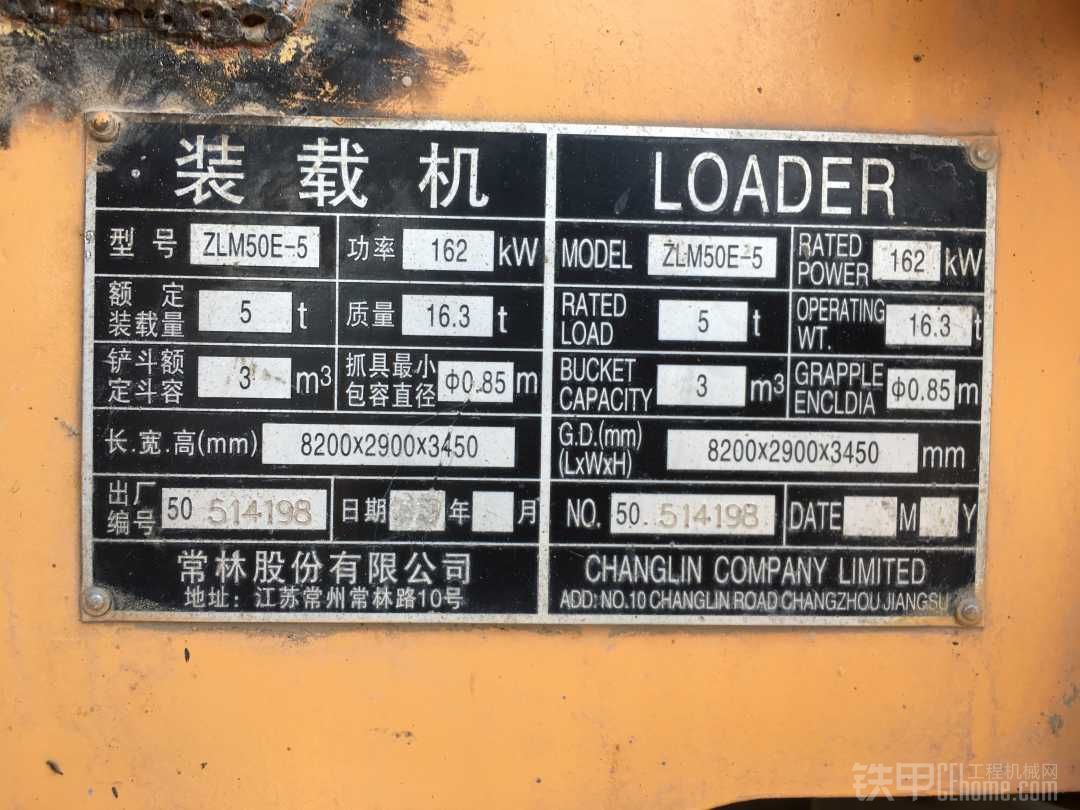 装载机
型号 ZLM50E-5 功率 162 kW
额定装载量 5 t 质量 16.3 t
铲斗额定斗容 3 m³ 抓具最小包容直径 φ0.85 m
长.宽.高(mm) 8200x2900x3450
出厂编号 50 514198 日期 年 月
常林股份有限公司
地址：江苏常州常林路10号
LOADER
MODEL ZLM50E-5 RATED POWER 162 kW
RATED LOAD 5 t OPERATING WT. 16.3 t
BUCKET CAPACITY 3 m³ GRAPPLE ENCLDIA φ0.85 m
G.D.(mm) (LxWxH) 8200x2900x3450 mm
NO. 50. 514198 DATE M Y
CHANGLIN COMPANY LIMITED
ADD: NO.10 CHANGLIN ROAD CHANGZHOU JIANGSU
铁甲工程机械网
cehome.com